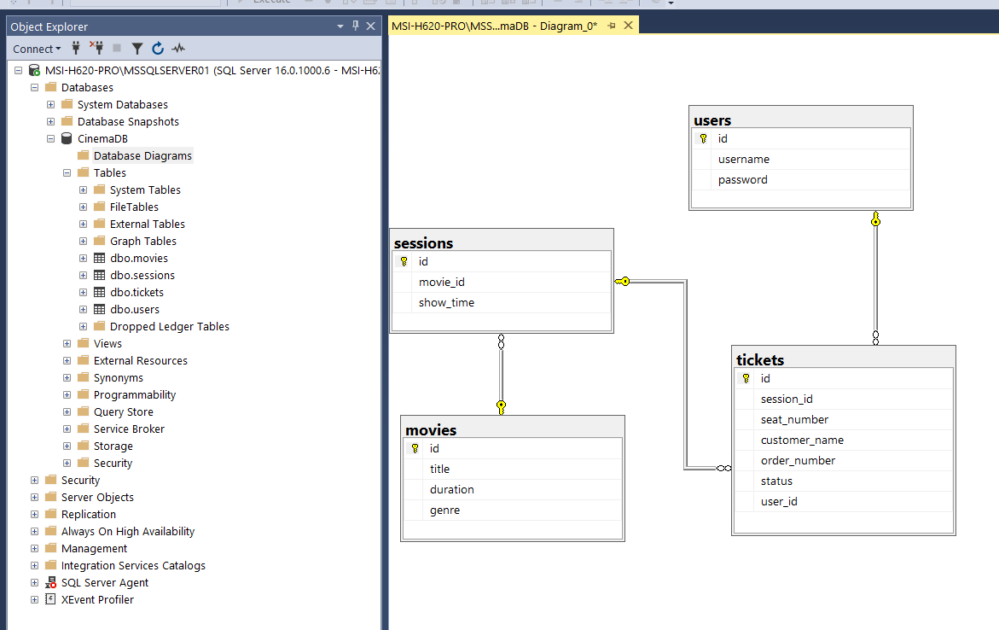 Execute
Object Explorer
Connect
MSI-H620-PRO\MSSQLSERVER01 (SQL Server 16.0.1000.6 - MSI-H62
Databases
System Databases
Database Snapshots
CinemaDB
Database Diagrams
Tables
System Tables
FileTables
External Tables
Graph Tables
dbo.movies
dbo.sessions
dbo.tickets
dbo.users
Dropped Ledger Tables
Views
External Resources
Synonyms
Programmability
Query Store
Service Broker
Storage
Security
Security
Server Objects
Replication
Always On High Availability
Management
Integration Services Catalogs
SQL Server Agent
XEvent Profiler
MSI-H620-PRO\MSS...maDB - Diagram_0*
users
id
username
password
sessions
id
movie_id
show_time
movies
id
title
duration
genre
tickets
id
session_id
seat_number
customer_name
order_number
status
user_id